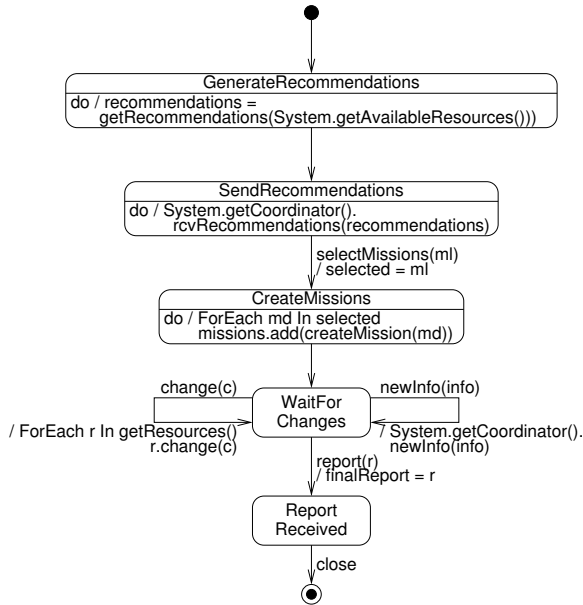 GenerateRecommendations
do / recommendations =
getRecommendations(System.getAvailableResources()))
SendRecommendations
do / System.getCoordinator().
rcvRecommendations(recommendations)
selectMissions(ml)
/ selected = ml
CreateMissions
do / ForEach md In selected
missions.add(createMission(md))
change(c)
/ ForEach r In getResources()
r.change(c)
WaitFor
Changes
newInfo(info)
/ System.getCoordinator().
newInfo(info)
report(r)
/ finalReport = r
Report
Received
close